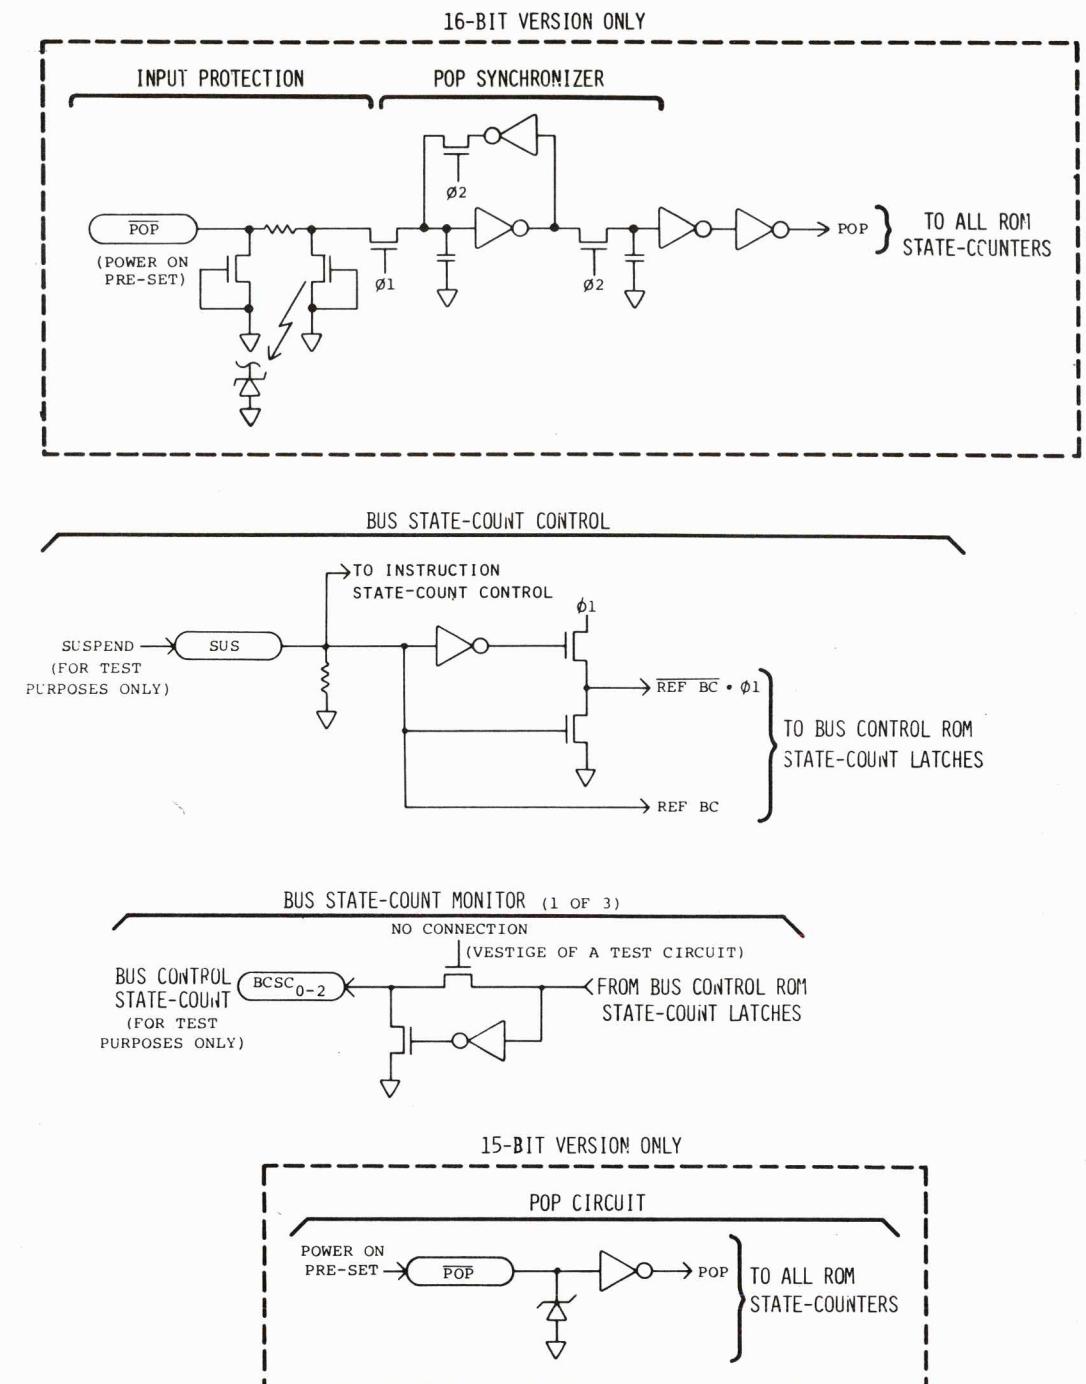 16-BIT VERSION ONLY
INPUT PROTECTION
POP SYNCHRONIZER
Ø2
P̅O̅P̅
(POWER ON
PRE-SET)
Ø1
Ø2
POP
TO ALL ROM
STATE-COUNTERS
BUS STATE-COUNT CONTROL
TO INSTRUCTION
STATE-COUNT CONTROL
Ø1
SUSPEND
(FOR TEST
PURPOSES ONLY)
SUS
R̅E̅F̅ ̅B̅C̅ • Ø1
TO BUS CONTROL ROM
STATE-COUNT LATCHES
REF BC
BUS STATE-COUNT MONITOR (1 OF 3)
NO CONNECTION
(VESTIGE OF A TEST CIRCUIT)
BUS CONTROL
STATE-COUNT
(FOR TEST
PURPOSES ONLY)
BCSC0-2
FROM BUS CONTROL ROM
STATE-COUNT LATCHES
15-BIT VERSION ONLY
POP CIRCUIT
POWER ON
PRE-SET
P̅O̅P̅
POP
TO ALL ROM
STATE-COUNTERS